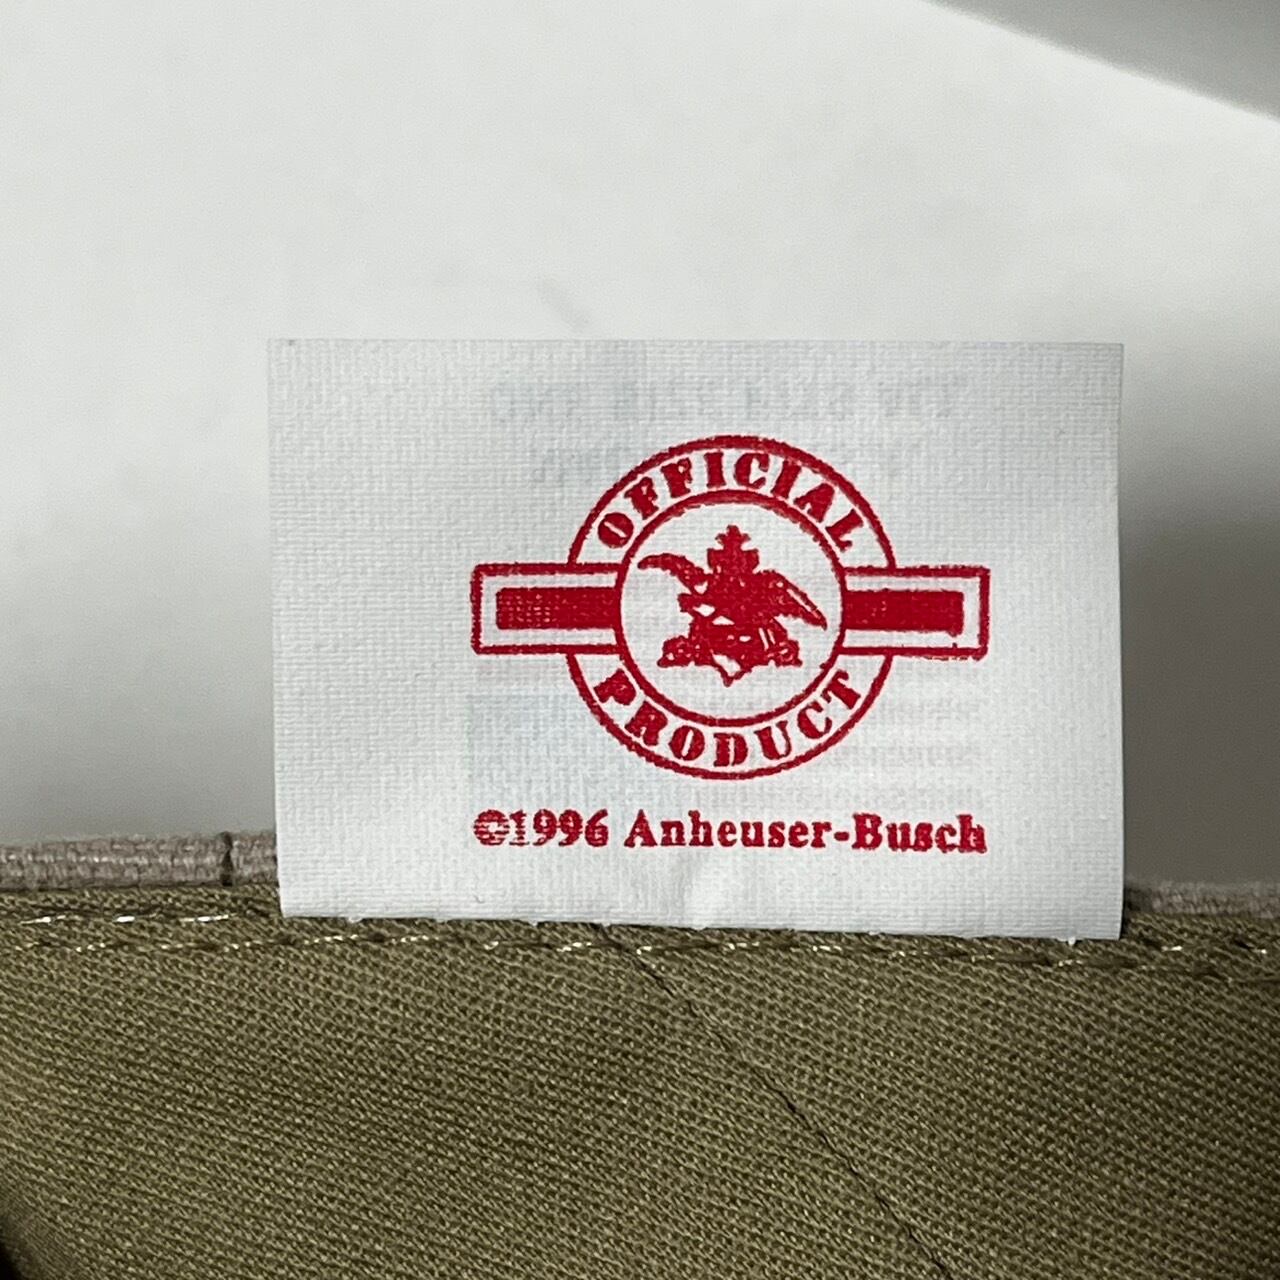 OFFICIAL
PRODUCT
©1996 Anheuser-Busch